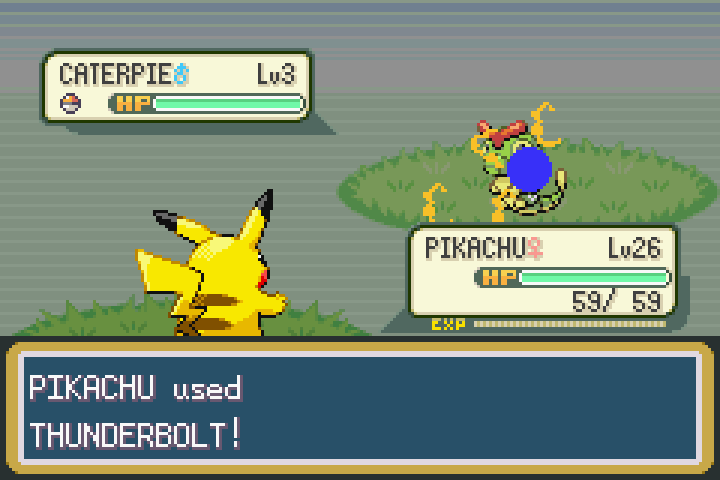 CATERPIE♂ Lv3
HP
PIKACHU♀ Lv26
HP
59/ 59
EXP
PIKACHU used
THUNDERBOLT!